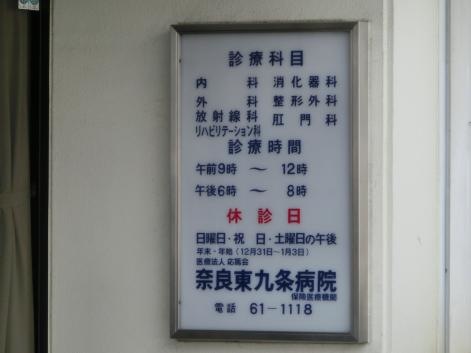 診療科目
内科 消化器科
外科 整形外科
放射線科 肛門科
リハビリテーション科
診療時間
午前9時 〜 12時
午後6時 〜 8時
休診日
日曜日・祝日・土曜日の午後
年末・年始(12月31日〜1月3日)
医療法人 応篤会
奈良東九条病院
保険医療機関
電話 61-1118